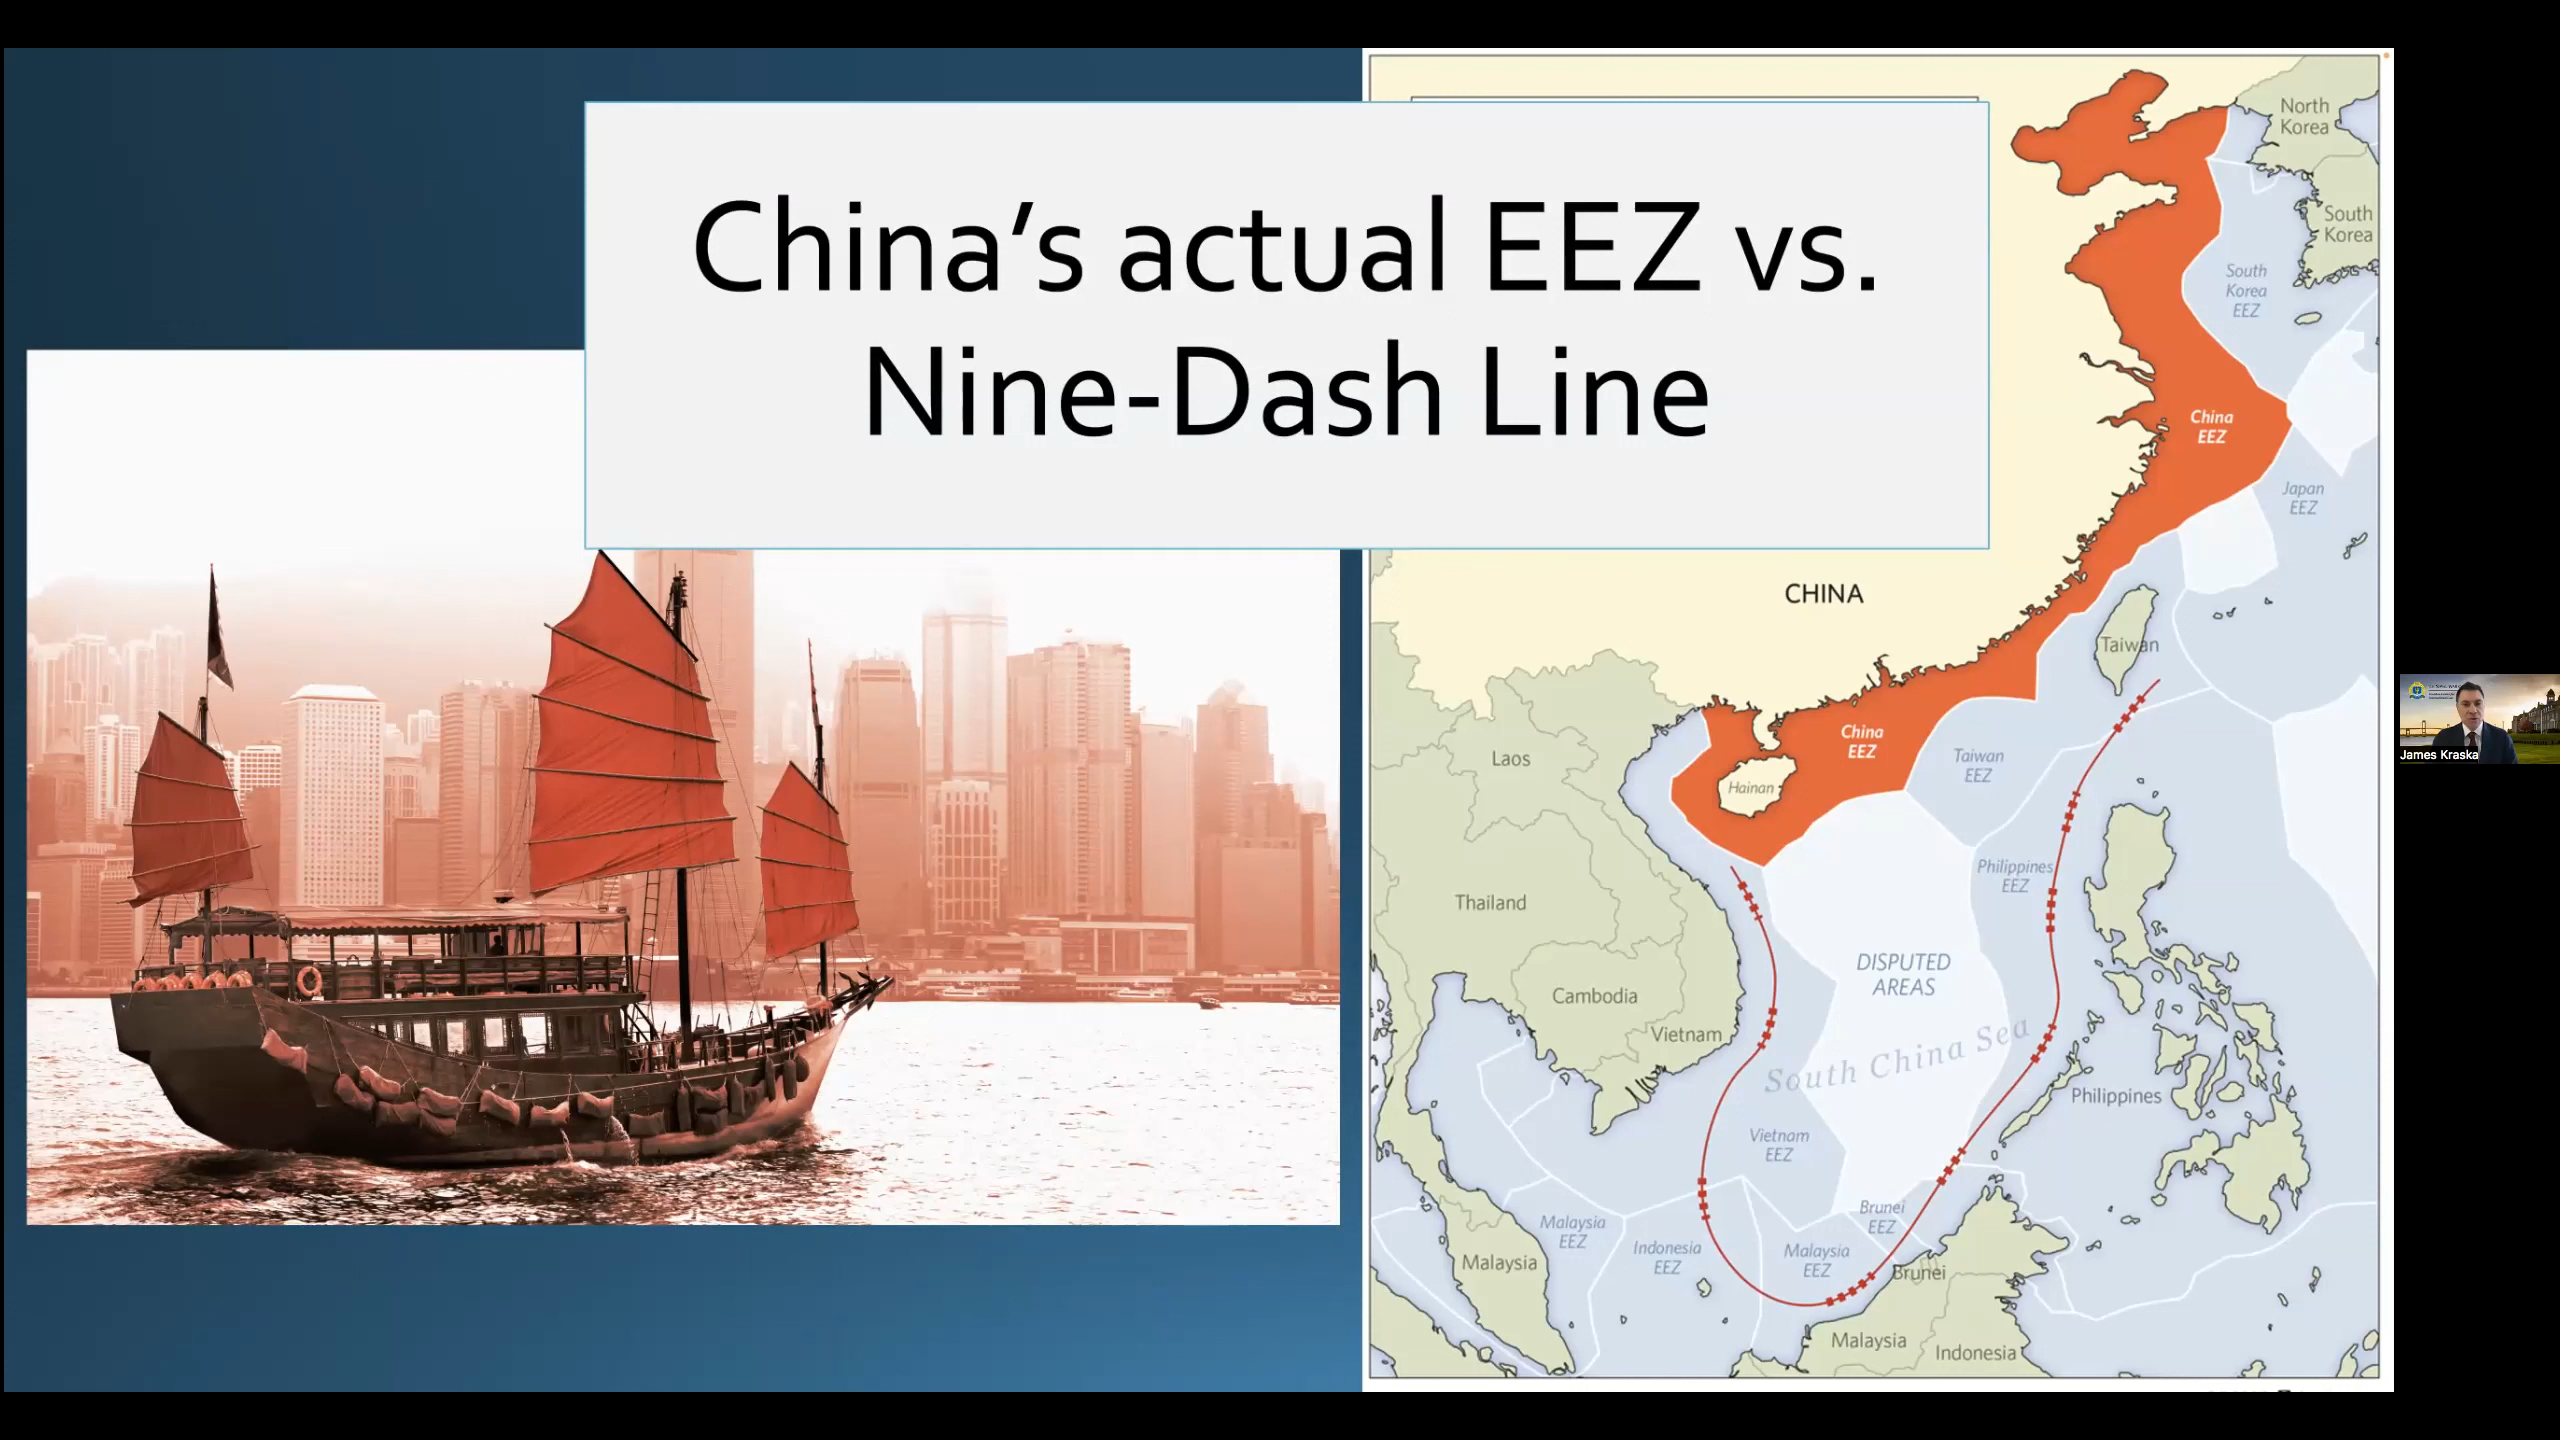 China's actual EEZ vs.
Nine-Dash Line
North
Korea
South
Korea
South
Korea
EEZ
China
EEZ
Japan
EEZ
CHINA
Taiwan
China
EEZ
Taiwan
EEZ
Hainan
Laos
Philippines
EEZ
Thailand
DISPUTED
AREAS
Cambodia
Vietnam
South China Sea
Philippines
Vietnam
EEZ
Brunei
EEZ
Malaysia
EEZ
Indonesia
EEZ
Malaysia
EEZ
Malaysia
Brunei
Malaysia
Indonesia
James Kraska